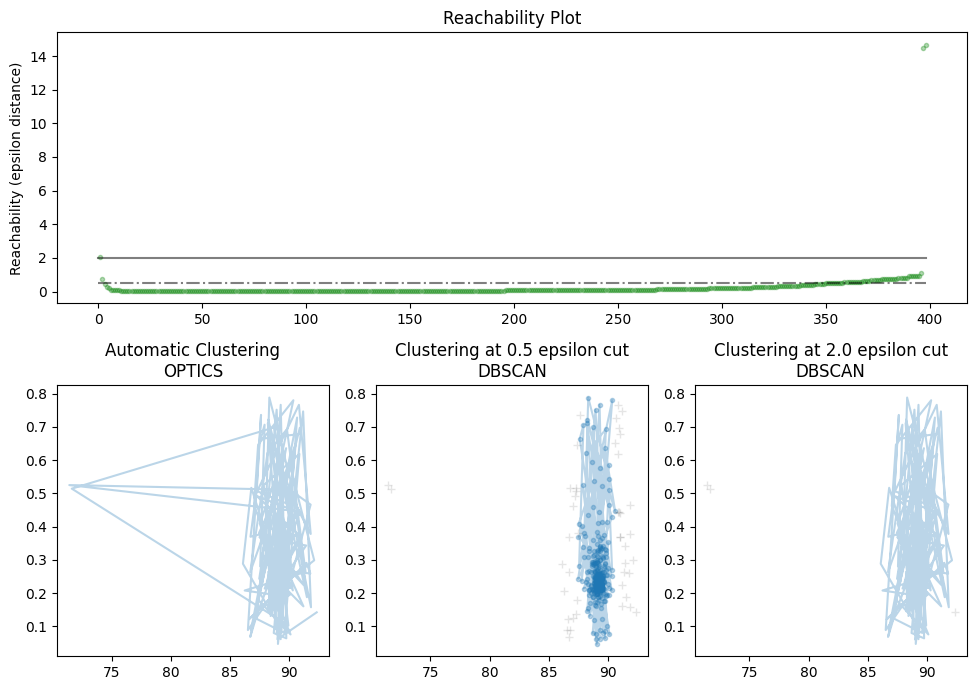 Reachability Plot
Reachability (epsilon distance)
14
12
10
8
6
4
2
0
0 50 100 150 200 250 300 350 400
Automatic Clustering
OPTICS
Clustering at 0.5 epsilon cut
DBSCAN
Clustering at 2.0 epsilon cut
DBSCAN
0.8 0.8 0.8
0.7 0.7 0.7
0.6 0.6 0.6
0.5 0.5 0.5
0.4 0.4 0.4
0.3 0.3 0.3
0.2 0.2 0.2
0.1 0.1 0.1
75 80 85 90 75 80 85 90 75 80 85 90